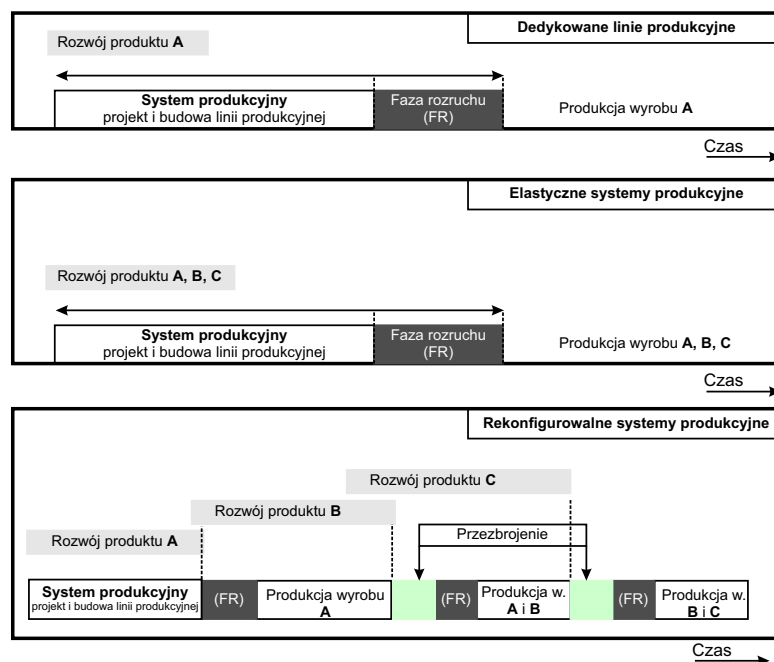 Dedykowane linie produkcyjne
Rozwój produktu A
System produkcyjny
projekt i budowa linii produkcyjnej
Faza rozruchu
(FR)
Produkcja wyrobu A
Czas
Elastyczne systemy produkcyjne
Rozwój produktu A, B, C
System produkcyjny
projekt i budowa linii produkcyjnej
Faza rozruchu
(FR)
Produkcja wyrobu A, B, C
Czas
Rekonfigurowalne systemy produkcyjne
Rozwój produktu C
Rozwój produktu B
Przezbrojenie
Rozwój produktu A
System produkcyjny
projekt i budowa linii produkcyjnej
(FR)
Produkcja wyrobu
A
(FR)
Produkcja w.
A i B
(FR)
Produkcja w.
B i C
Czas